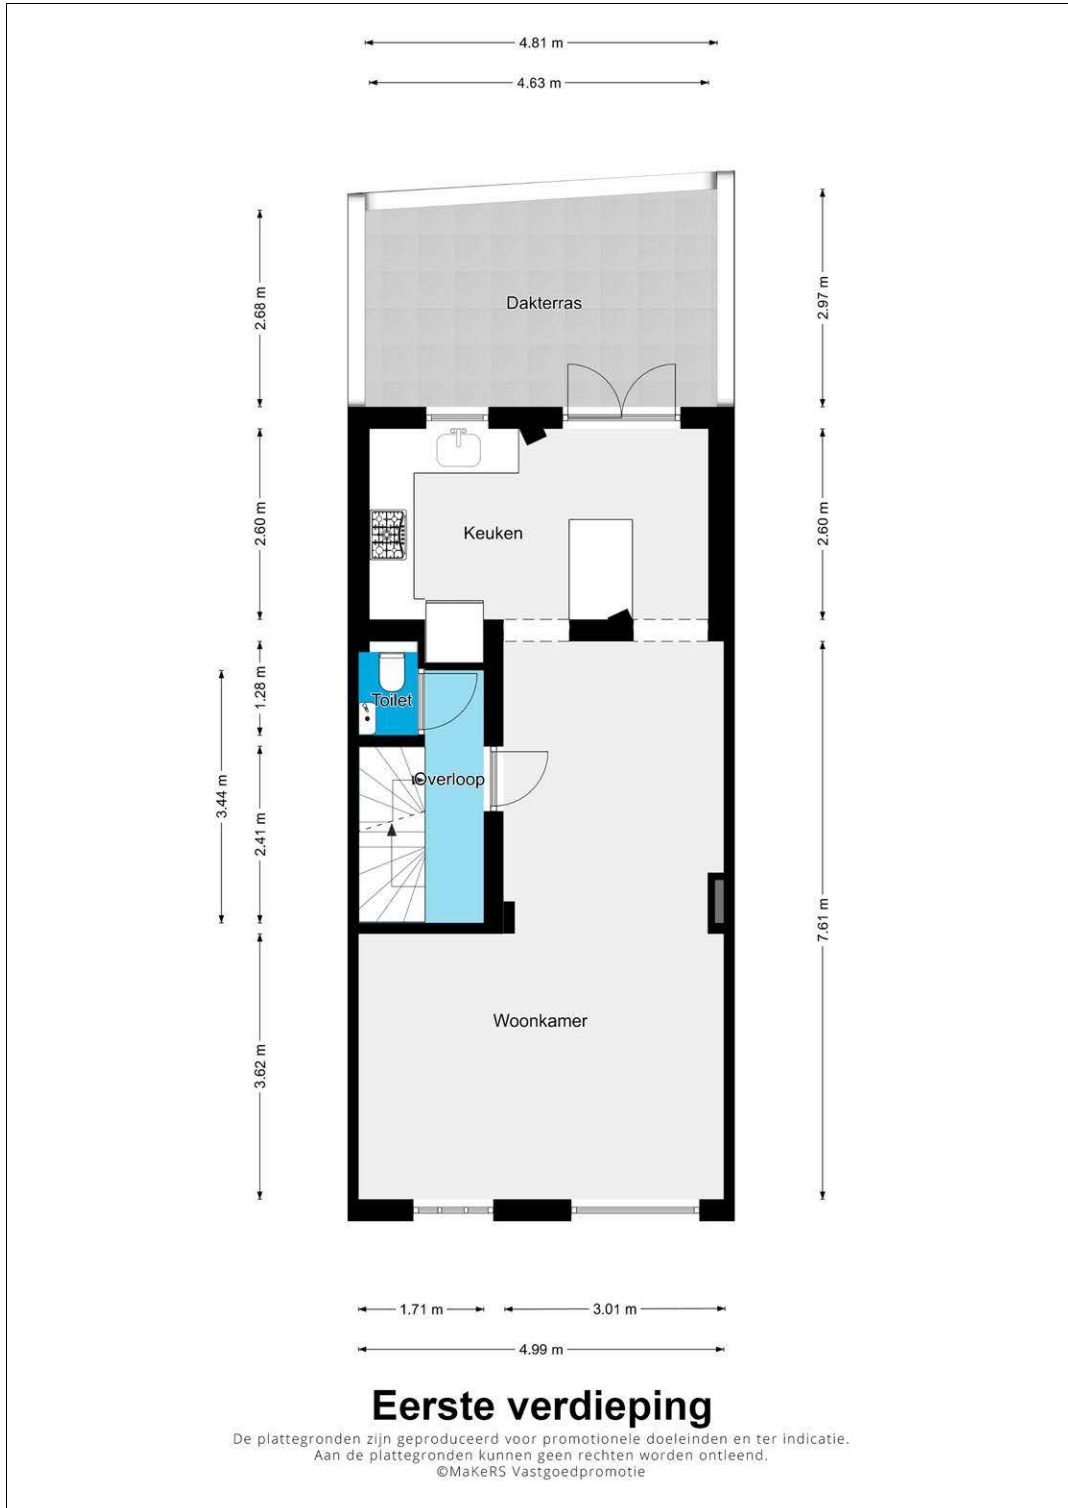 4.81 m
4.63 m
2.68 m
2.97 m
Dakterras
2.60 m
2.60 m
Keuken
1.28 m
Toilet
3.44 m
Overloop
2.41 m
7.61 m
Woonkamer
3.62 m
1.71 m
3.01 m
4.99 m
Eerste verdieping
De plattegronden zijn geproduceerd voor promotionele doeleinden en ter indicatie.
Aan de plattegronden kunnen geen rechten worden ontleend.
©MaKeRS Vastgoedpromotie